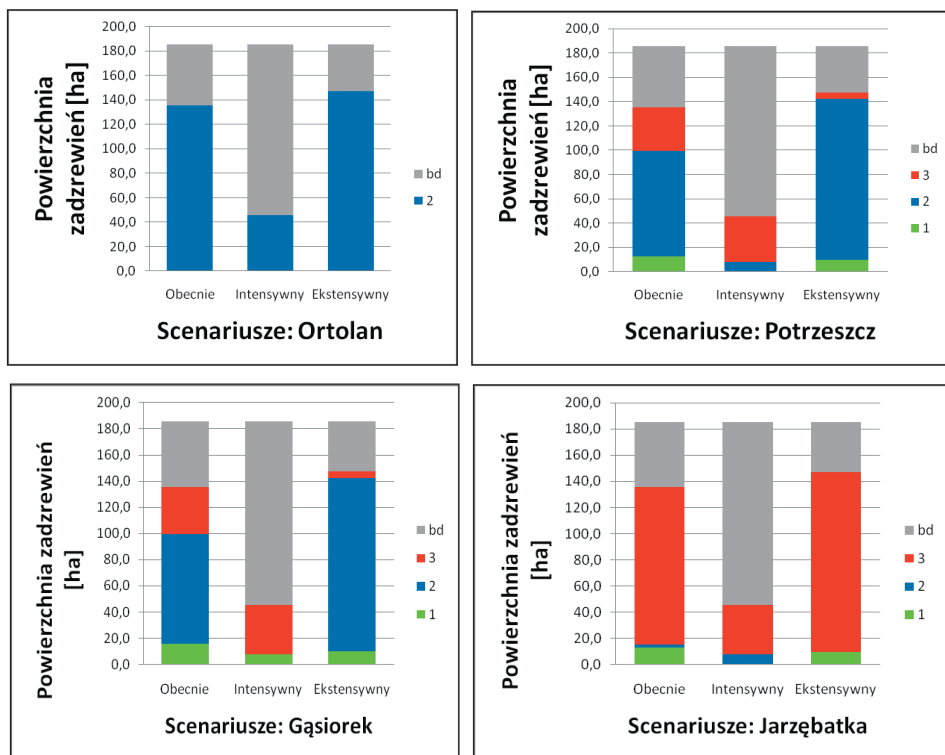 Powierzchnia
zadzrewień [ha]
200,0
180,0
160,0
140,0
120,0
100,0
80,0
60,0
40,0
20,0
0,0
bd
2
Obecnie Intensywny Ekstensywny
Scenariusze: Ortolan
Powierzchnia
zadzrewień [ha]
200,0
180,0
160,0
140,0
120,0
100,0
80,0
60,0
40,0
20,0
0,0
bd
3
2
1
Obecnie Intensywny Ekstensywny
Scenariusze: Potrzeszcz
Powierzchnia zadzrewień
[ha]
200,0
180,0
160,0
140,0
120,0
100,0
80,0
60,0
40,0
20,0
0,0
bd
3
2
1
Obecnie Intensywny Ekstensywny
Scenariusze: Gąsiorek
Powierzchnia zadzrewień
[ha]
200,0
180,0
160,0
140,0
120,0
100,0
80,0
60,0
40,0
20,0
0,0
bd
3
2
1
Obecnie Intensywny Ekstensywny
Scenariusze: Jarzębatka